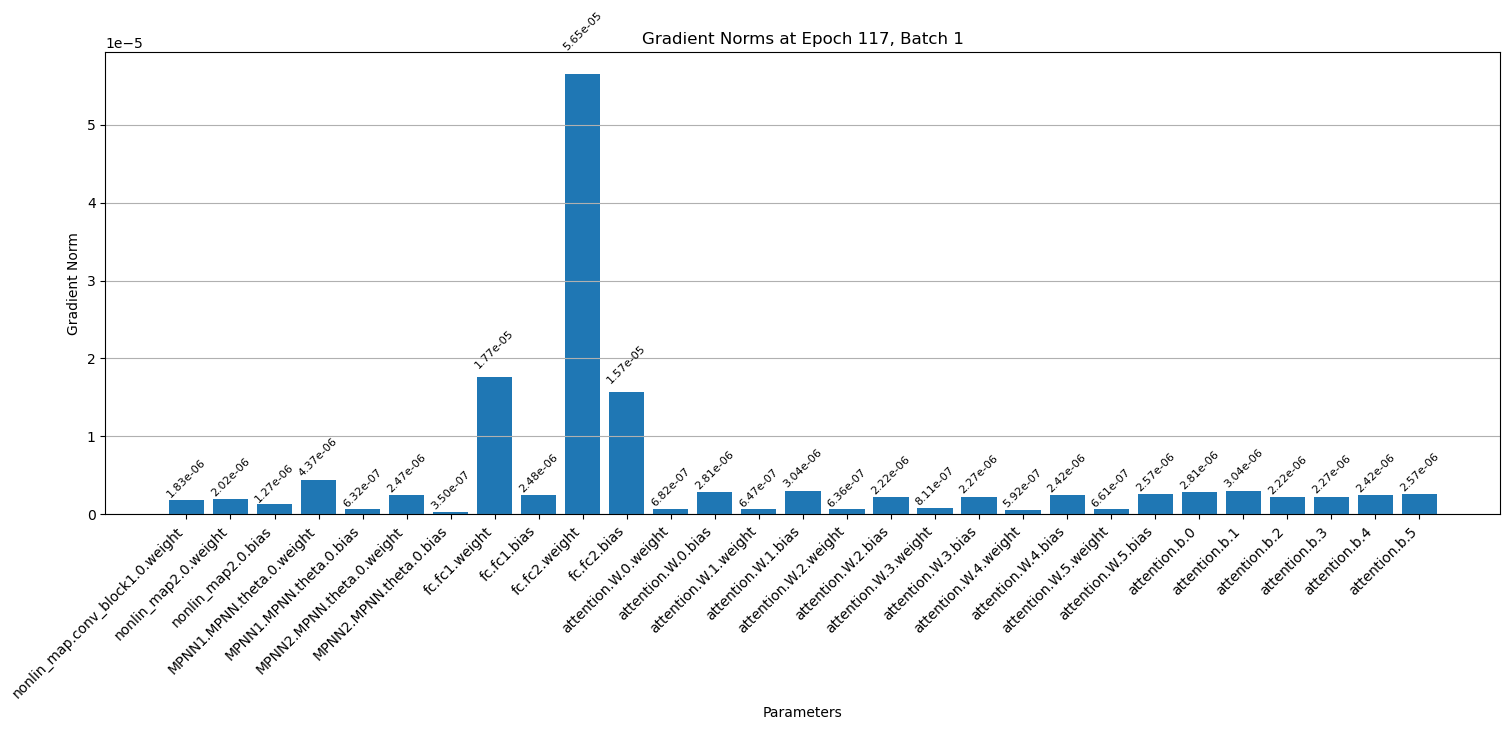 Gradient Norms at Epoch 117, Batch 1
1e−5
Gradient Norm
5
4
3
2
1
0
1.83e-06
2.02e-06
1.27e-06
4.37e-06
6.32e-07
2.47e-06
3.50e-07
1.77e-05
2.48e-06
5.65e-05
1.57e-05
6.82e-07
2.81e-06
6.47e-07
3.04e-06
6.36e-07
2.22e-06
8.11e-07
2.27e-06
5.92e-07
2.42e-06
6.61e-07
2.57e-06
2.81e-06
3.04e-06
2.22e-06
2.27e-06
2.42e-06
2.57e-06
nonlin_map.conv_block1.0.weight
nonlin_map2.0.weight
nonlin_map2.0.bias
MPNN1.MPNN.theta.0.weight
MPNN1.MPNN.theta.0.bias
MPNN2.MPNN.theta.0.weight
MPNN2.MPNN.theta.0.bias
fc.fc1.weight
fc.fc1.bias
fc.fc2.weight
fc.fc2.bias
attention.W.0.weight
attention.W.0.bias
attention.W.1.weight
attention.W.1.bias
attention.W.2.weight
attention.W.2.bias
attention.W.3.weight
attention.W.3.bias
attention.W.4.weight
attention.W.4.bias
attention.W.5.weight
attention.W.5.bias
attention.b.0
attention.b.1
attention.b.2
attention.b.3
attention.b.4
attention.b.5
Parameters